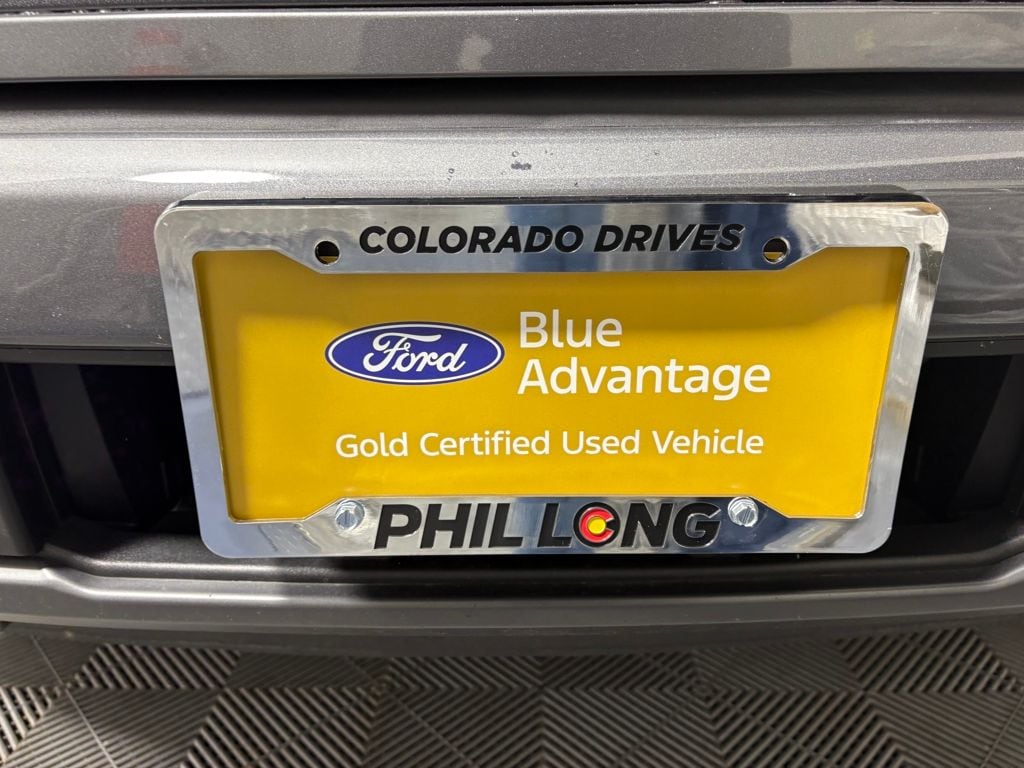 COLORADO DRIVES
Ford
Blue
Advantage
Gold Certified Used Vehicle
PHIL LONG